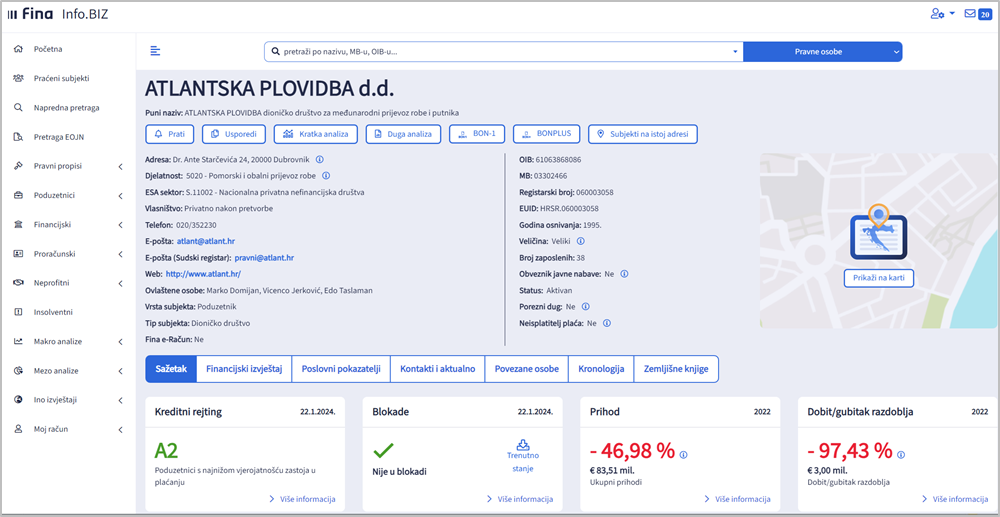 fina Info.BIZ
20
Početna
Praćeni subjekti
Napredna pretraga
Pretraga EOJN
Pravni propisi
Poduzetnici
Financijski
Proračunski
Neprofitni
Insolventni
Makro analize
Mezo analize
Ino izvještaji
Moj račun
pretraži po nazivu, MB-u, OIB-u...
Pravne osobe
ATLANTSKA PLOVIDBA d.d.
Puni naziv: ATLANTSKA PLOVIDBA dioničko društvo za međunarodni prijevoz robe i putnika
Prati
Usporedi
Kratka analiza
Duga analiza
BON-1
BONPLUS
Subjekti na istoj adresi
Adresa: Dr. Ante Starčevića 24, 20000 Dubrovnik
Djelatnost: 5020 - Pomorski i obalni prijevoz robe
ESA sektor: S.11002 - Nacionalna privatna nefinancijska društva
Vlasništvo: Privatno nakon pretvorbe
Telefon: 020/352230
E-pošta: atlant@atlant.hr
E-pošta (Sudski registar): pravni@atlant.hr
Web: http://www.atlant.hr/
Ovlaštene osobe: Marko Domijan, Vicenco Jerković, Edo Taslaman
Vrsta subjekta: Poduzetnik
Tip subjekta: Dioničko društvo
Fina e-Račun: Ne
OIB: 61063868086
MB: 03302466
Registarski broj: 060003058
EUID: HRSR.060003058
Godina osnivanja: 1995.
Veličina: Veliki
Broj zaposlenih: 38
Obveznik javne nabave: Ne
Status: Aktivan
Porezni dug: Ne
Neisplatitelj plaća: Ne
Prikaži na karti
Sažetak
Financijski izvještaj
Poslovni pokazatelji
Kontakti i aktualno
Povezane osobe
Kronologija
Zemljišne knjige
Kreditni rejting 22.1.2024.
A2
Poduzetnici s najnižom vjerojatnošću zastoja u
plaćanju
Više informacija
Blokade 22.1.2024.
Nije u blokadi
Trenutno
stanje
Više informacija
Prihod 2022
- 46,98 %
€ 83,51 mil.
Ukupni prihodi
Više informacija
Dobit/gubitak razdoblja 2022
- 97,43 %
€ 3,00 mil.
Dobit/gubitak razdoblja
Više informacija